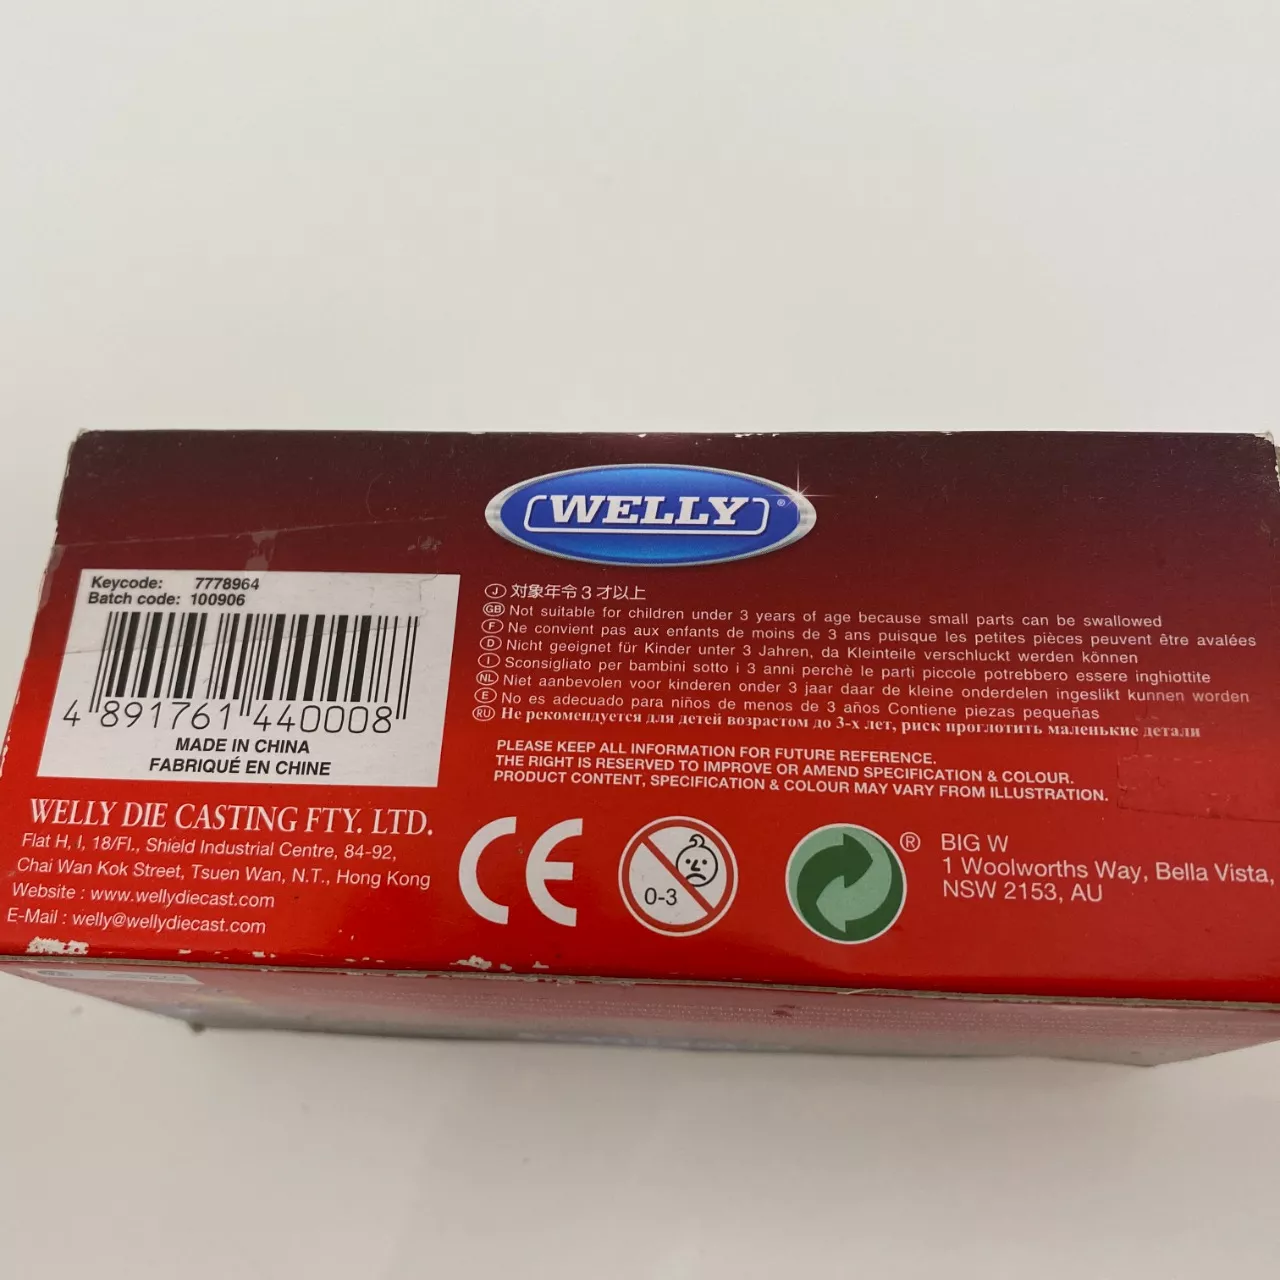 WELLY ®
Keycode: 7778964
Batch code: 100906
4 891761 440008
MADE IN CHINA
FABRIQUÉ EN CHINE
WELLY DIE CASTING FTY. LTD.
Flat H, I, 18/Fl., Shield Industrial Centre, 84-92,
Chai Wan Kok Street, Tsuen Wan, N.T., Hong Kong
Website : www.wellydiecast.com
E-Mail : welly@wellydiecast.com
J 対象年令3才以上
GB Not suitable for children under 3 years of age because small parts can be swallowed
F Ne convient pas aux enfants de moins de 3 ans puisque les petites pièces peuvent être avalées
D Nicht geeignet für Kinder unter 3 Jahren, da Kleinteile verschluckt werden können
I Sconsigliato per bambini sotto i 3 anni perchè le parti piccole potrebbero essere inghiottite
NL Niet aanbevolen voor kinderen onder 3 jaar daar de kleine onderdelen ingeslikt kunnen worden
E No es adecuado para niños de menos de 3 años Contiene piezas pequeñas
RU Не рекомендуется для детей возрастом до 3-х лет, риск проглотить маленькие детали
PLEASE KEEP ALL INFORMATION FOR FUTURE REFERENCE.
THE RIGHT IS RESERVED TO IMPROVE OR AMEND SPECIFICATION & COLOUR.
PRODUCT CONTENT, SPECIFICATION & COLOUR MAY VARY FROM ILLUSTRATION.
CE
0-3
®
BIG W
1 Woolworths Way, Bella Vista,
NSW 2153, AU